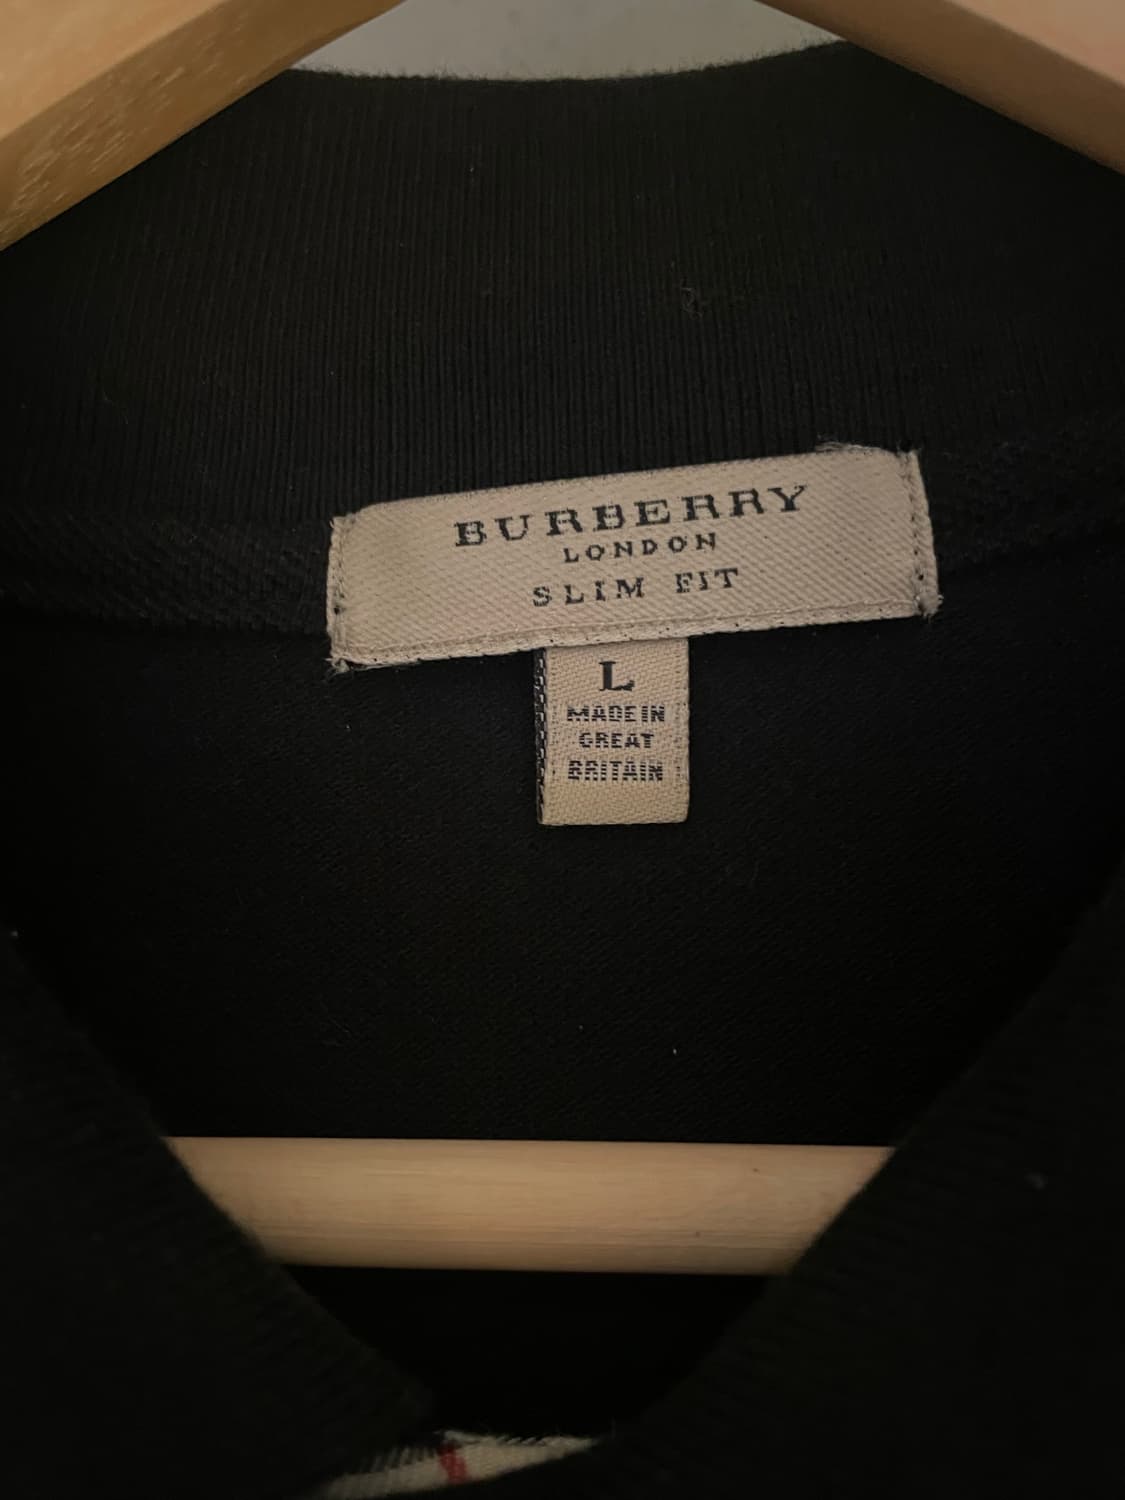 BURBERRY
LONDON
SLIM FIT
L
MADE IN
GREAT
BRITAIN